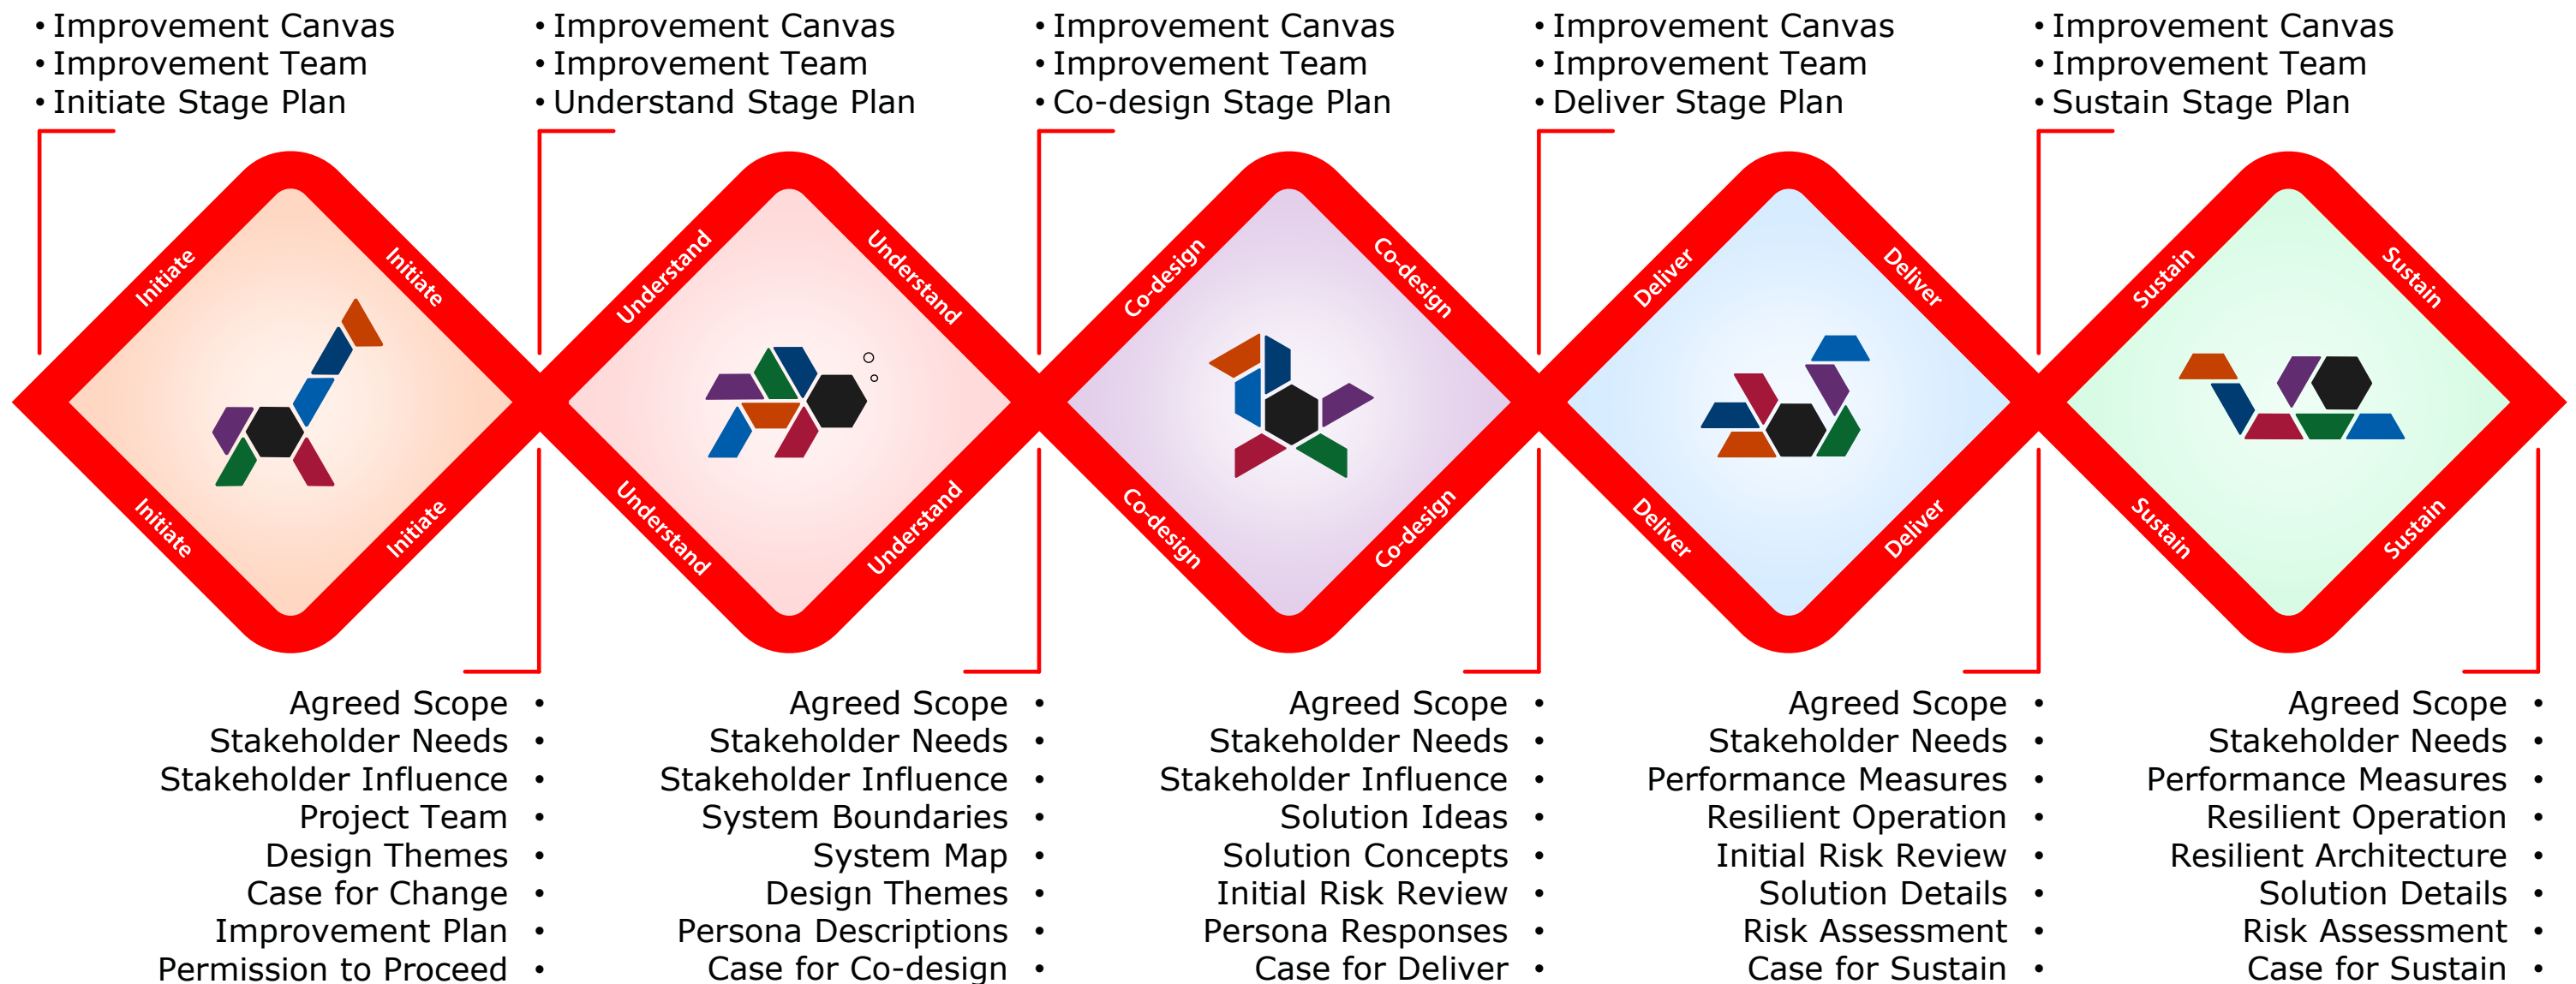 • Improvement Canvas
• Improvement Team
• Initiate Stage Plan
• Improvement Canvas
• Improvement Team
• Understand Stage Plan
• Improvement Canvas
• Improvement Team
• Co-design Stage Plan
• Improvement Canvas
• Improvement Team
• Deliver Stage Plan
• Improvement Canvas
• Improvement Team
• Sustain Stage Plan
Initiate
Initiate
Initiate
Initiate
Understand
Understand
Understand
Understand
Co-design
Co-design
Co-design
Co-design
Deliver
Deliver
Deliver
Deliver
Sustain
Sustain
Sustain
Sustain
Agreed Scope •
Stakeholder Needs •
Stakeholder Influence •
Project Team •
Design Themes •
Case for Change •
Improvement Plan •
Permission to Proceed •
Agreed Scope •
Stakeholder Needs •
Stakeholder Influence •
System Boundaries •
System Map •
Design Themes •
Persona Descriptions •
Case for Co-design •
Agreed Scope •
Stakeholder Needs •
Stakeholder Influence •
Solution Ideas •
Solution Concepts •
Initial Risk Review •
Persona Responses •
Case for Deliver •
Agreed Scope •
Stakeholder Needs •
Performance Measures •
Resilient Operation •
Initial Risk Review •
Solution Details •
Risk Assessment •
Case for Sustain •
Agreed Scope •
Stakeholder Needs •
Performance Measures •
Resilient Operation •
Resilient Architecture •
Solution Details •
Risk Assessment •
Case for Sustain •